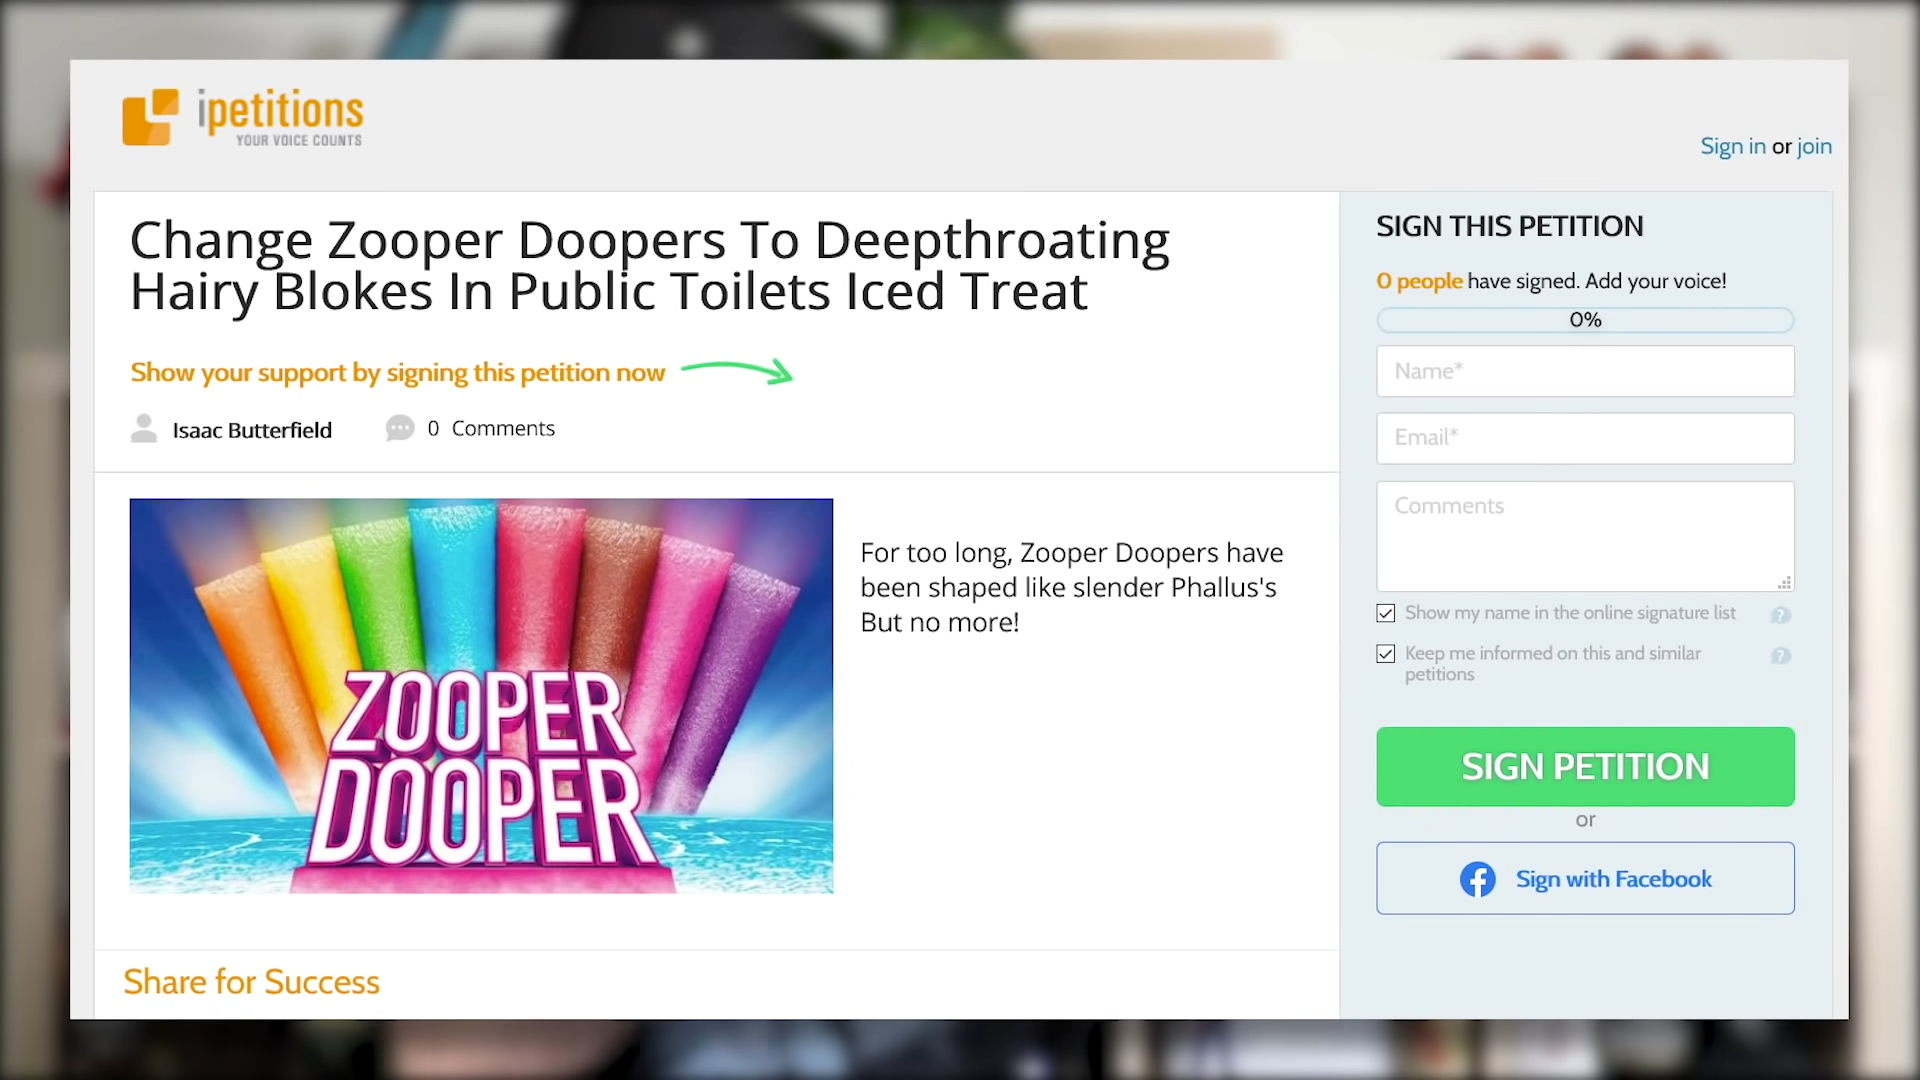 ipetitions
YOUR VOICE COUNTS
Sign in or join
Change Zooper Doopers To Deepthroating
Hairy Blokes In Public Toilets Iced Treat
Show your support by signing this petition now
Isaac Butterfield
0 Comments
ZOOPER
DOOPER
For too long, Zooper Doopers have
been shaped like slender Phallus's
But no more!
Share for Success
SIGN THIS PETITION
0 people have signed. Add your voice!
0%
Name*
Email*
Comments
Show my name in the online signature list
?
Keep me informed on this and similar
petitions
?
SIGN PETITION
or
Sign with Facebook